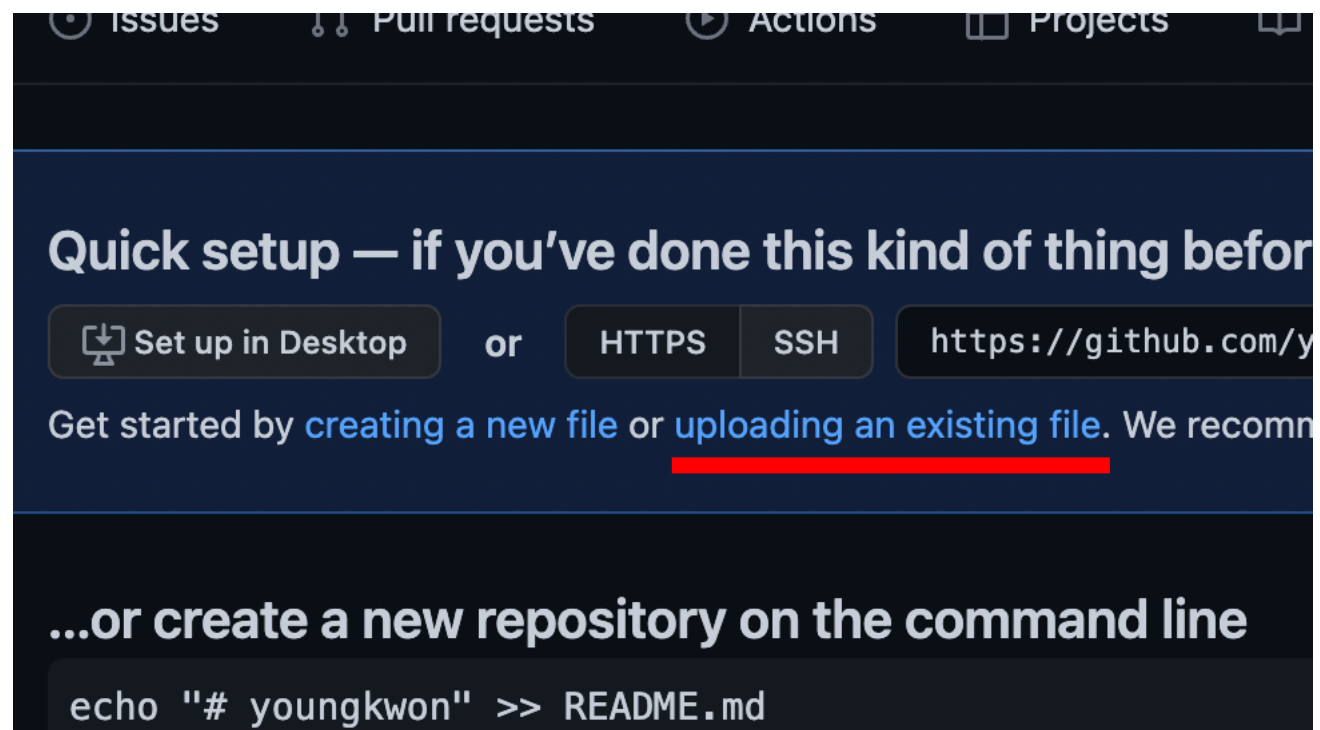 Issues Pull requests Actions Projects
Quick setup — if you’ve done this kind of thing befor
Set up in Desktop or HTTPS SSH https://github.com/y
Get started by creating a new file or uploading an existing file. We recomm
...or create a new repository on the command line
echo "# youngkwon" >> README.md